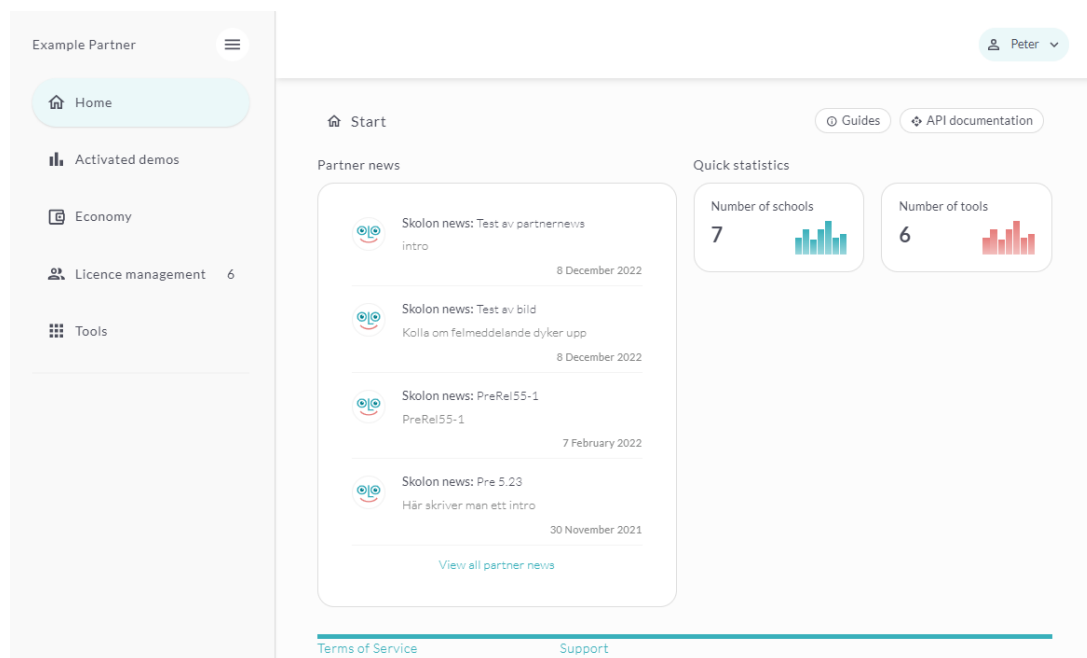 Example Partner
Peter
Home
Activated demos
Economy
Licence management 6
Tools
Start
Guides
API documentation
Partner news
Skolon news: Test av partnernews
intro
8 December 2022
Skolon news: Test av bild
Kolla om felmeddelande dyker upp
8 December 2022
Skolon news: PreRel55-1
PreRel55-1
7 February 2022
Skolon news: Pre 5.23
Här skriver man ett intro
30 November 2021
View all partner news
Quick statistics
Number of schools
7
Number of tools
6
Terms of Service
Support